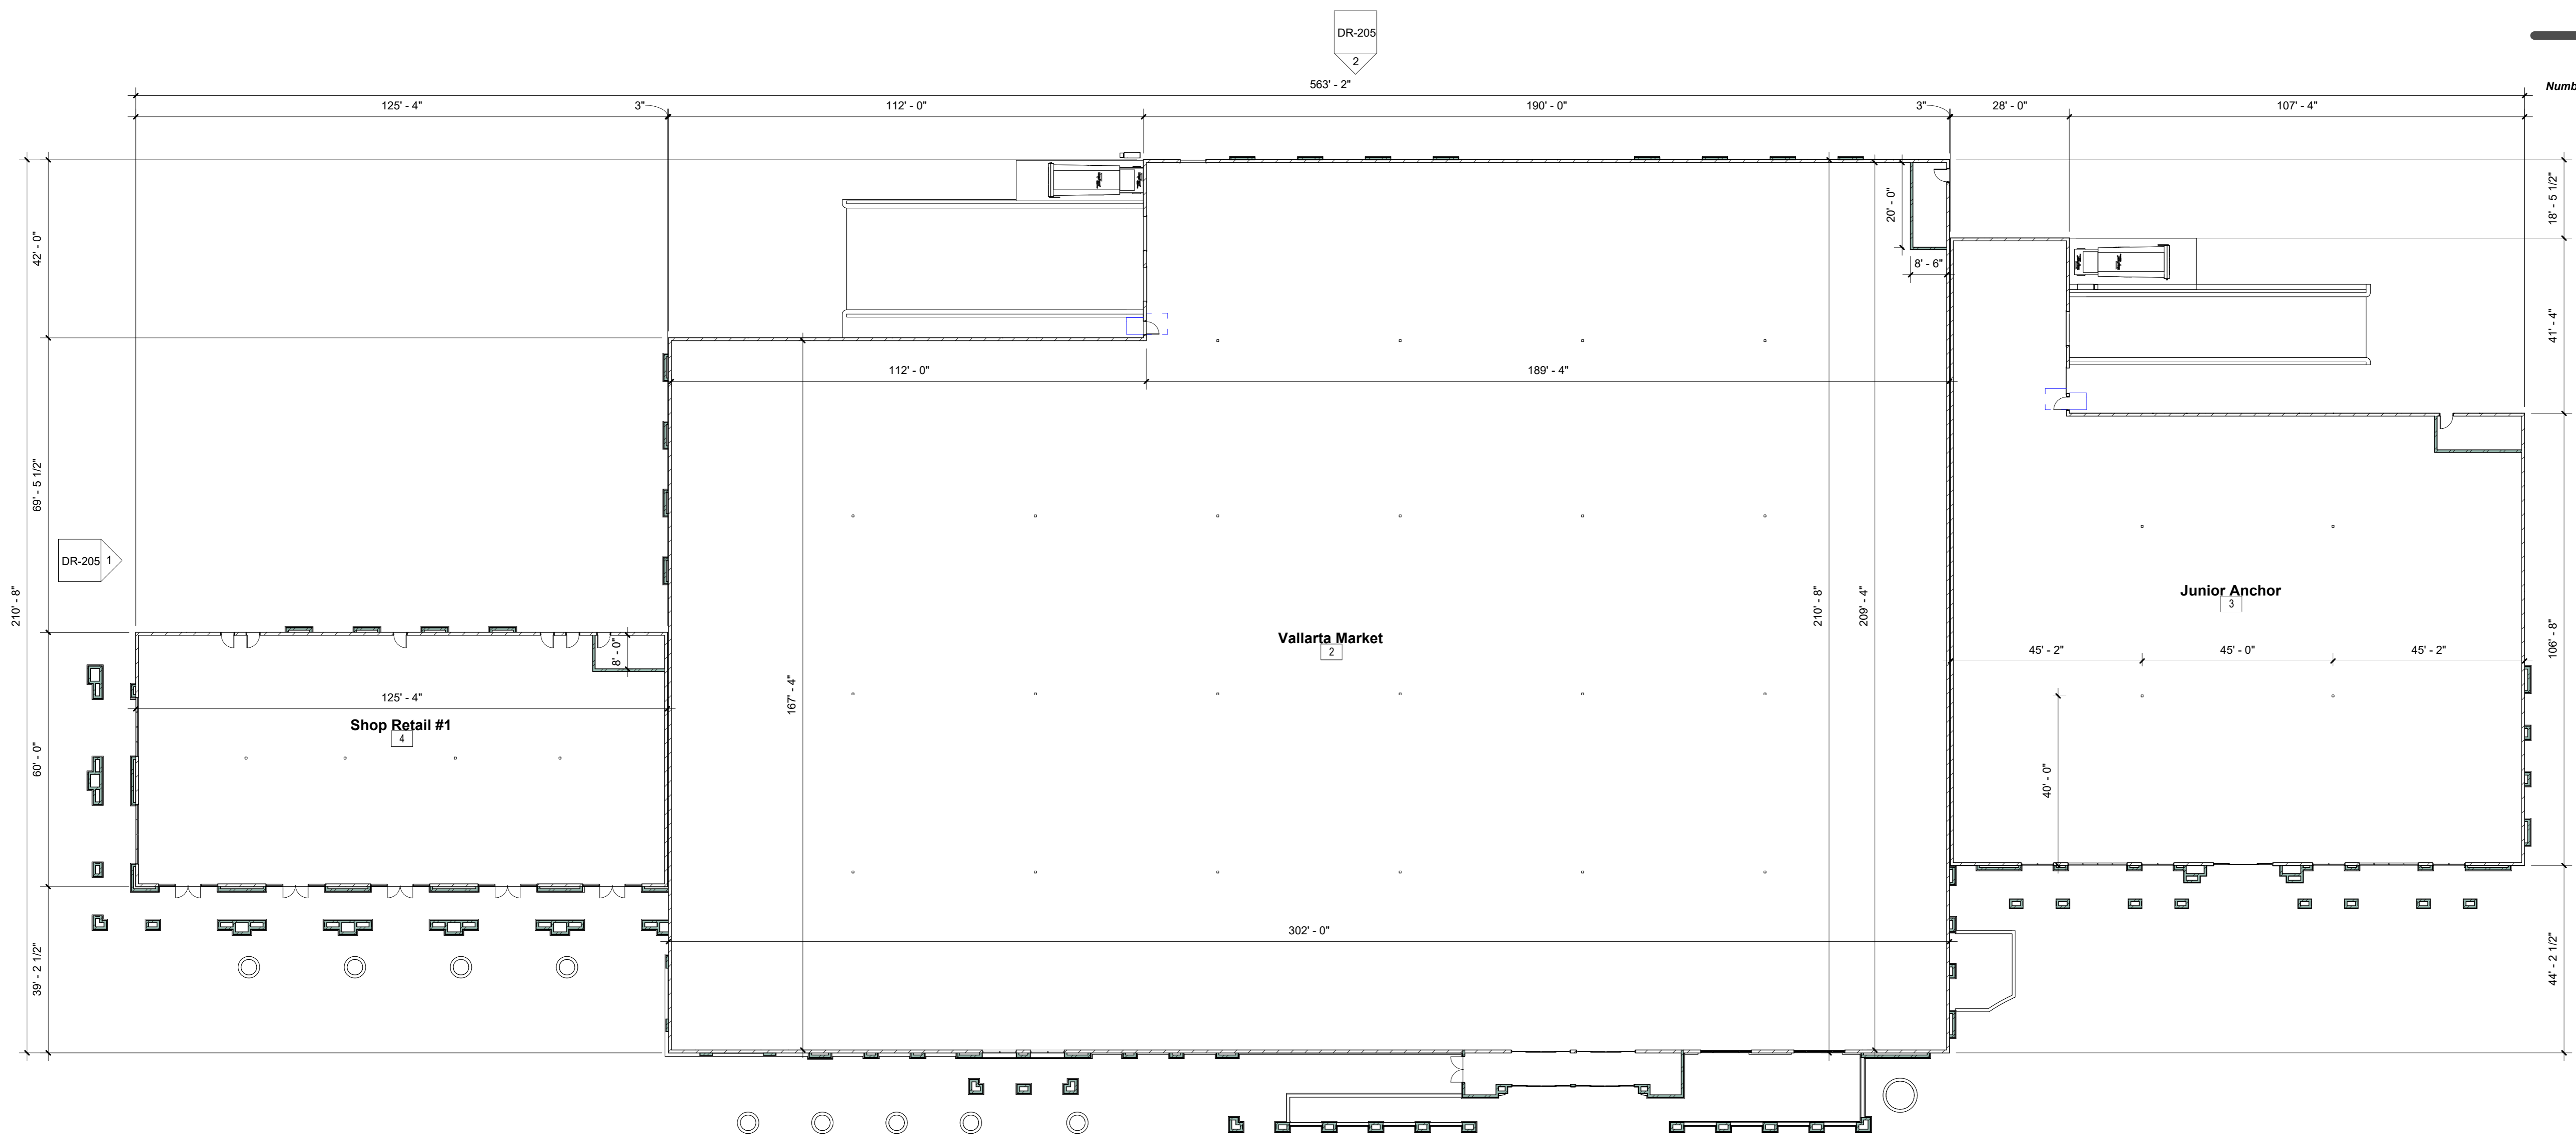 DR-205
2
563' - 2"
Numb
125' - 4"
3"
112' - 0"
190' - 0"
3"
28' - 0"
107' - 4"
42' - 0"
69' - 5 1/2"
210' - 8"
60' - 0"
39' - 2 1/2"
DR-205
1
20' - 0"
8' - 6"
18' - 5 1/2"
41' - 4"
106' - 8"
44' - 2 1/2"
112' - 0"
189' - 4"
167' - 4"
210' - 8"
209' - 4"
Vallarta Market
2
Junior Anchor
3
45' - 2"
45' - 0"
45' - 2"
40' - 0"
8' - 0"
125' - 4"
Shop Retail #1
4
302' - 0"